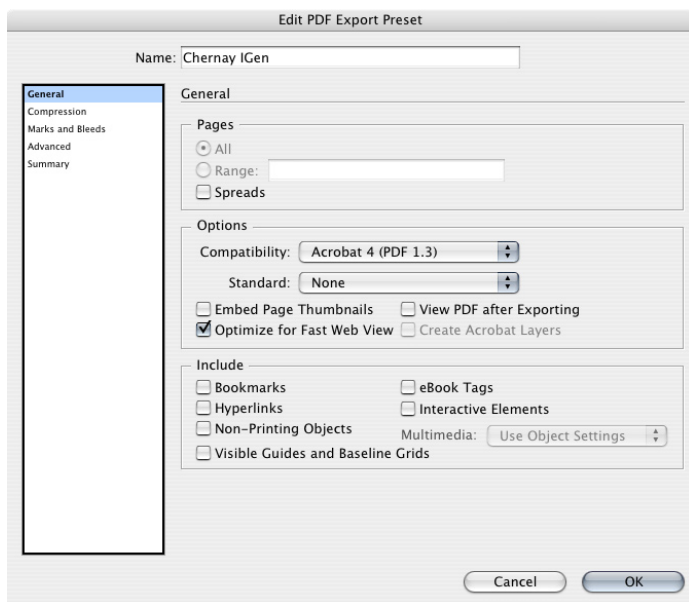 Edit PDF Export Preset
Name: Chernay IGen
General
Compression
Marks and Bleeds
Advanced
Summary
General
Pages
All
Range:
Spreads
Options
Compatibility: Acrobat 4 (PDF 1.3)
Standard: None
Embed Page Thumbnails View PDF after Exporting
Optimize for Fast Web View Create Acrobat Layers
Include
Bookmarks eBook Tags
Hyperlinks Interactive Elements
Non-Printing Objects Multimedia: Use Object Settings
Visible Guides and Baseline Grids
Cancel OK